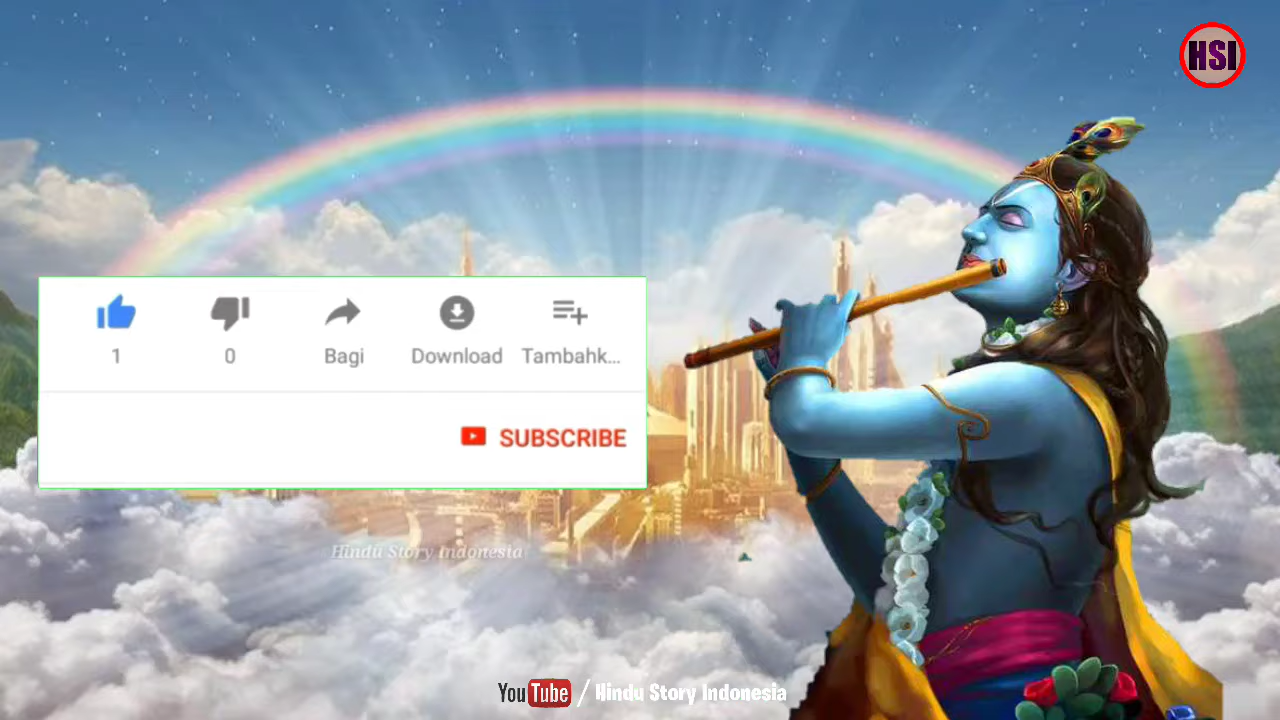 HSI
1 0 Bagi Download Tambahk...
SUBSCRIBE
Hindu Story Indonesia
YouTube / Hindu Story Indonesia